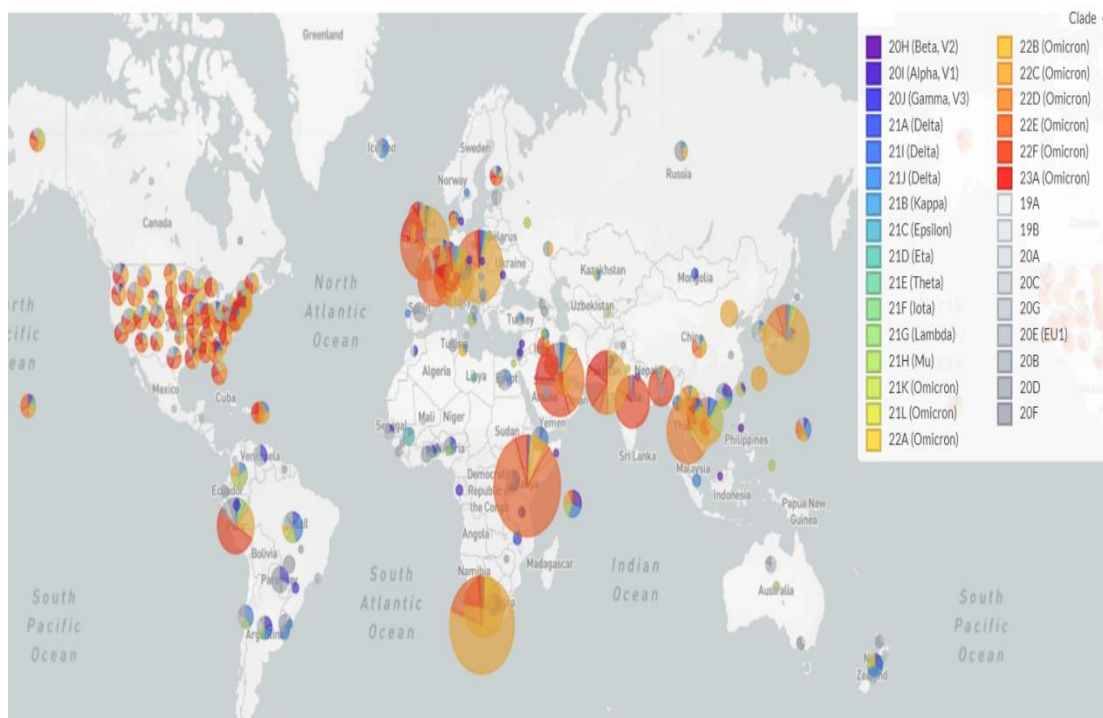 Clade
20H (Beta, V2)
20I (Alpha, V1)
20J (Gamma, V3)
21A (Delta)
21I (Delta)
21J (Delta)
21B (Kappa)
21C (Epsilon)
21D (Eta)
21E (Theta)
21F (Iota)
21G (Lambda)
21H (Mu)
21K (Omicron)
21L (Omicron)
22A (Omicron)
22B (Omicron)
22C (Omicron)
22D (Omicron)
22E (Omicron)
22F (Omicron)
23A (Omicron)
19A
19B
20A
20C
20G
20E (EU1)
20B
20D
20F
Greenland
Iceland
Sweden
Norway
Russia
Canada
Belarus
Ukraine
Kazakhstan
Mongolia
North
Atlantic
Ocean
Uzbekistan
Turkey
Spain
China
Ocean
Mexico
Cuba
Algeria
Libya
Egypt
Nepal
Mali
Niger
Sudan
Yemen
Philippines
Sri Lanka
Malaysia
Venezuela
Ecuador
Democratic
Republic of
the Congo
Indonesia
Papua New
Guinea
Angola
Bolivia
Madagascar
Namibia
Indian
Ocean
South
Atlantic
Ocean
Australia
South
Pacific
Ocean
South
Pacific
Ocean